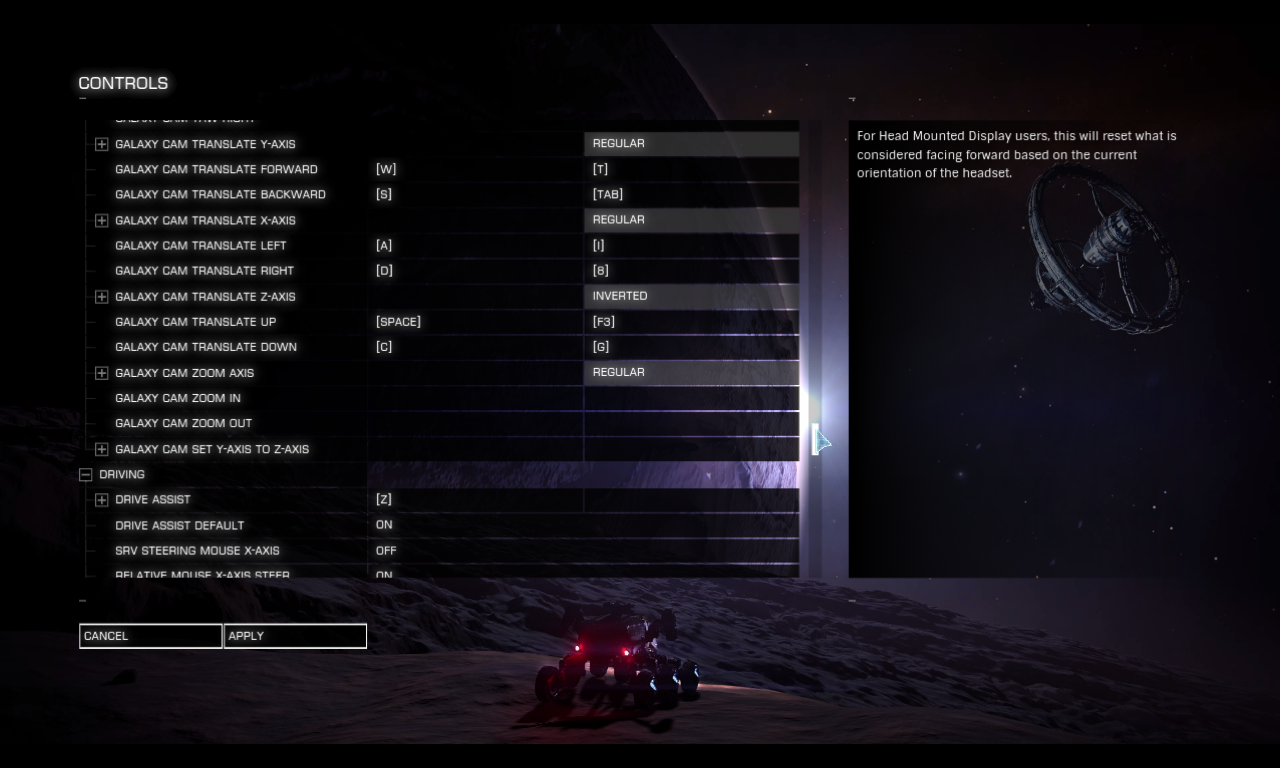 CONTROLS
GALAXY CAM TRANSLATE Y-AXIS REGULAR
GALAXY CAM TRANSLATE FORWARD [W] [T]
GALAXY CAM TRANSLATE BACKWARD [S] [TAB]
GALAXY CAM TRANSLATE X-AXIS REGULAR
GALAXY CAM TRANSLATE LEFT [A] [I]
GALAXY CAM TRANSLATE RIGHT [D] [8]
GALAXY CAM TRANSLATE Z-AXIS INVERTED
GALAXY CAM TRANSLATE UP [SPACE] [F3]
GALAXY CAM TRANSLATE DOWN [C] [G]
GALAXY CAM ZOOM AXIS REGULAR
GALAXY CAM ZOOM IN
GALAXY CAM ZOOM OUT
GALAXY CAM SET Y-AXIS TO Z-AXIS
DRIVING
DRIVE ASSIST [Z]
DRIVE ASSIST DEFAULT ON
SRV STEERING MOUSE X-AXIS OFF
RELATIVE MOUSE X-AXIS STEER ON
CANCEL APPLY
For Head Mounted Display users, this will reset what is
considered facing forward based on the current
orientation of the headset.